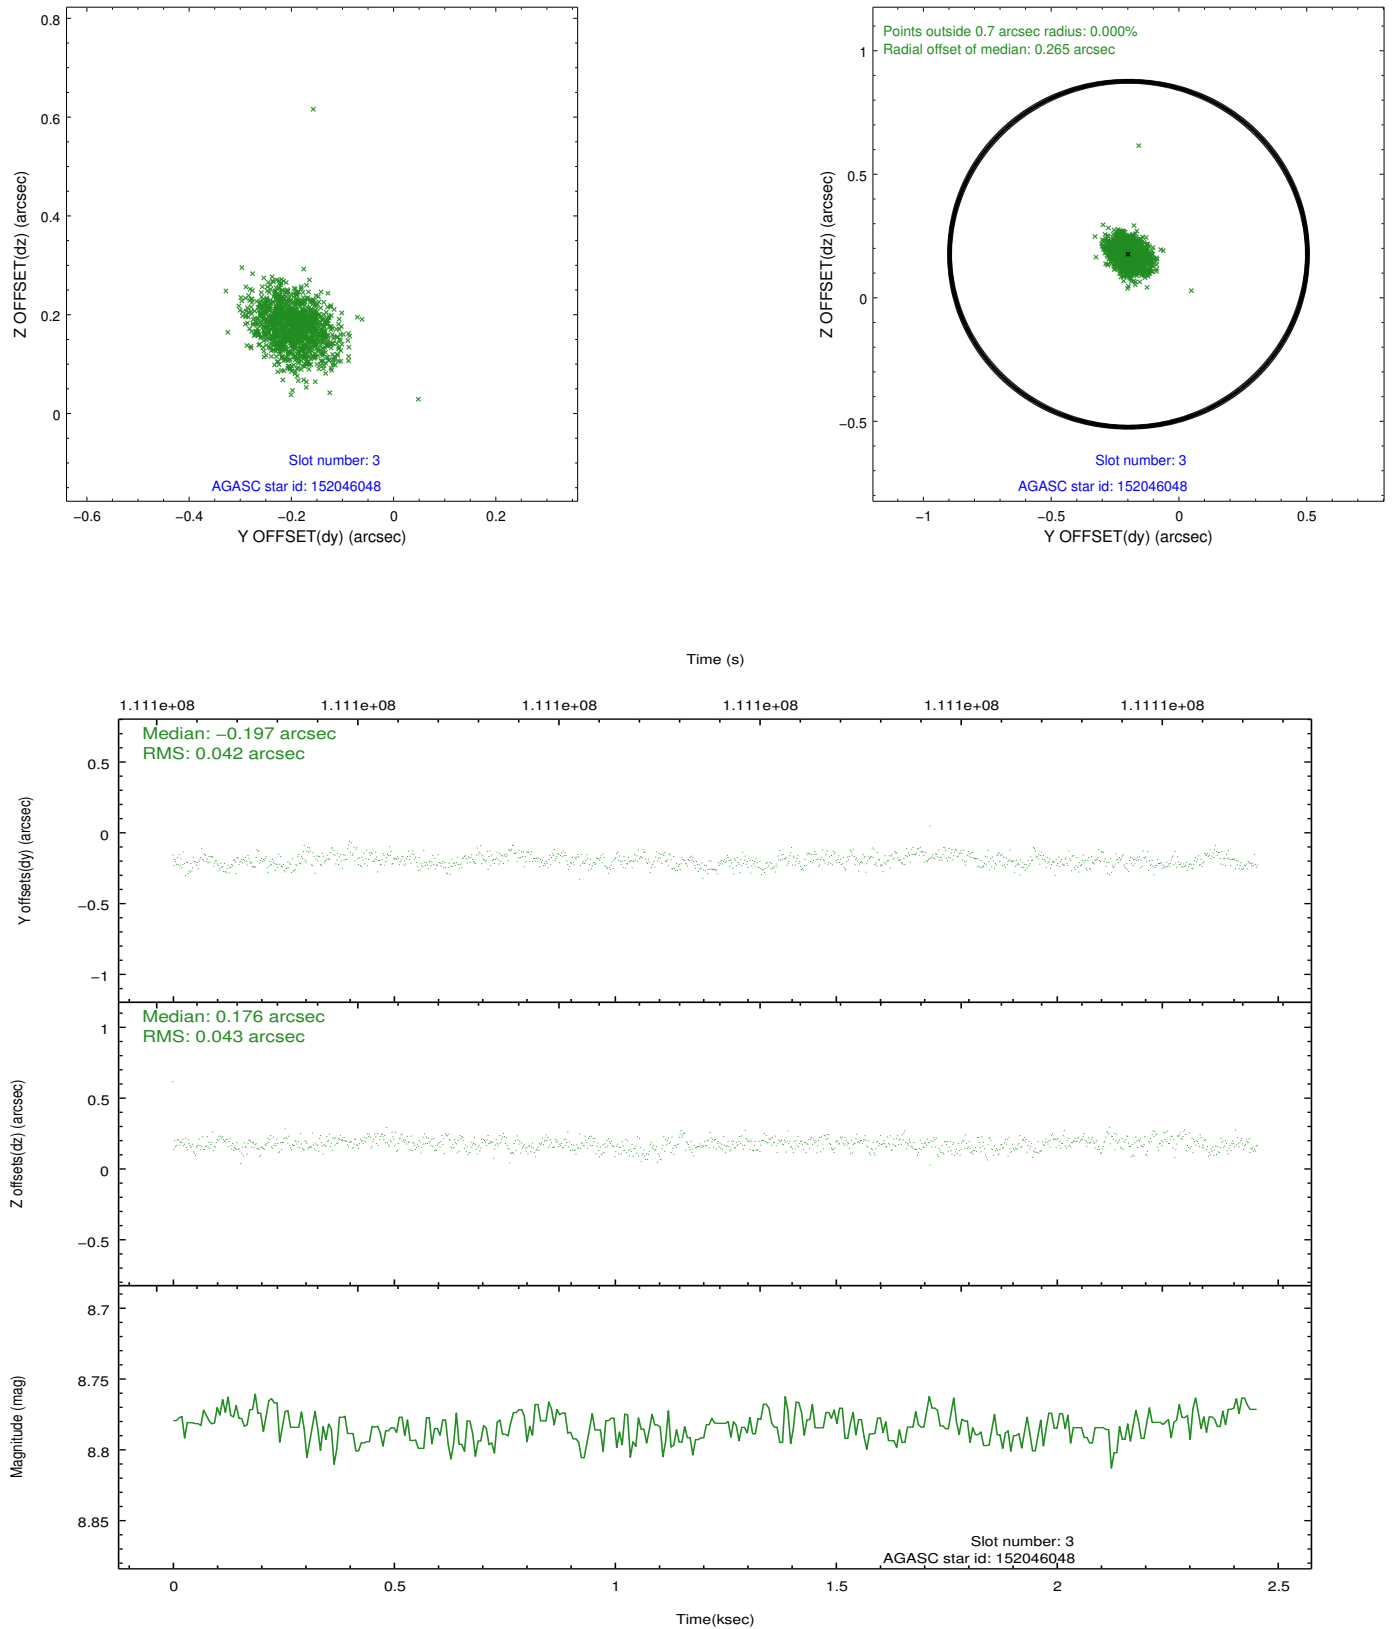 0.8
0.6
0.4
0.2
0
Z OFFSET(dz) (arcsec)
Slot number: 3
AGASC star id: 152046048
−0.6 −0.4 −0.2 0 0.2
Y OFFSET(dy) (arcsec)
Points outside 0.7 arcsec radius: 0.000%
Radial offset of median: 0.265 arcsec
1
0.5
0
−0.5
Z OFFSET(dz) (arcsec)
Slot number: 3
AGASC star id: 152046048
−1 −0.5 0 0.5
Y OFFSET(dy) (arcsec)
Time (s)
1.111e+08 1.111e+08 1.111e+08 1.111e+08 1.111e+08 1.1111e+08
Median: −0.197 arcsec
RMS: 0.042 arcsec
0.5
0
−0.5
−1
Y offsets(dy) (arcsec)
Median: 0.176 arcsec
RMS: 0.043 arcsec
1
0.5
0
−0.5
Z offsets(dz) (arcsec)
8.7
8.75
8.8
8.85
Magnitude (mag)
Slot number: 3
AGASC star id: 152046048
0 0.5 1 1.5 2 2.5
Time(ksec)